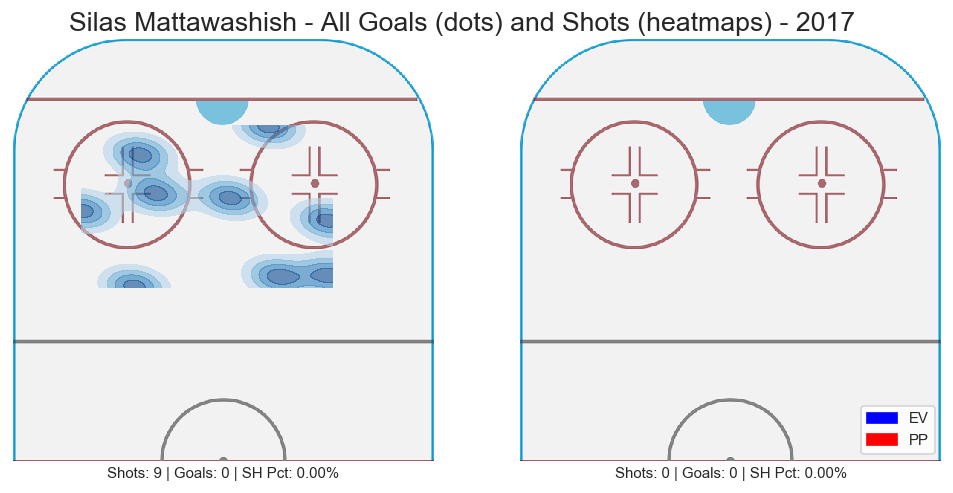 Silas Mattawashish - All Goals (dots) and Shots (heatmaps) - 2017
EV
PP
Shots: 9 | Goals: 0 | SH Pct: 0.00%
Shots: 0 | Goals: 0 | SH Pct: 0.00%